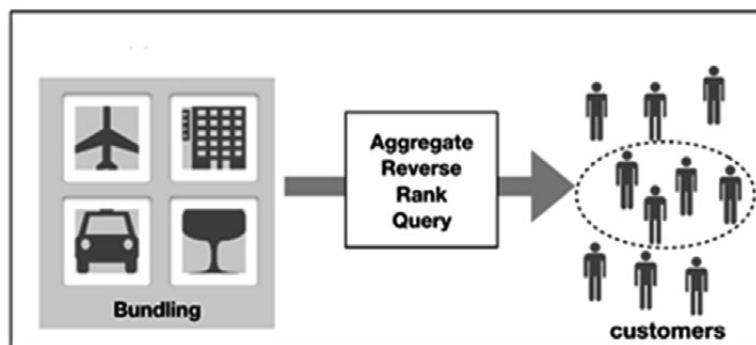 Aggregate
Reverse
Rank
Query
Bundling
customers